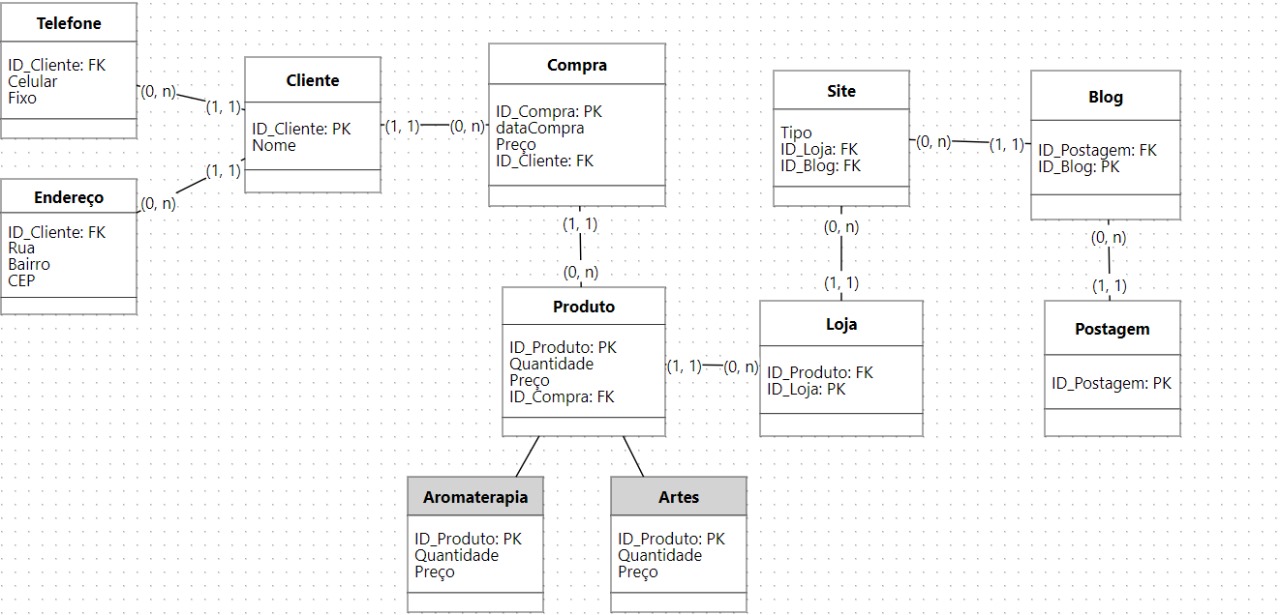 Telefone
ID_Cliente: FK
Celular
Fixo
(0, n)
(1, 1)
Cliente
ID_Cliente: PK
Nome
(1, 1)
(0, n)
Endereço
ID_Cliente: FK
Rua
Bairro
CEP
(1, 1)
(0, n)
Compra
ID_Compra: PK
dataCompra
Preço
ID_Cliente: FK
(1, 1)
(0, n)
Produto
ID_Produto: PK
Quantidade
Preço
ID_Compra: FK
(1, 1)
(0, n)
Aromaterapia
ID_Produto: PK
Quantidade
Preço
Artes
ID_Produto: PK
Quantidade
Preço
Site
Tipo
ID_Loja: FK
ID_Blog: FK
(0, n)
(1, 1)
Loja
ID_Produto: FK
ID_Loja: PK
(0, n)
(1, 1)
Blog
ID_Postagem: FK
ID_Blog: PK
(0, n)
(1, 1)
Postagem
ID_Postagem: PK